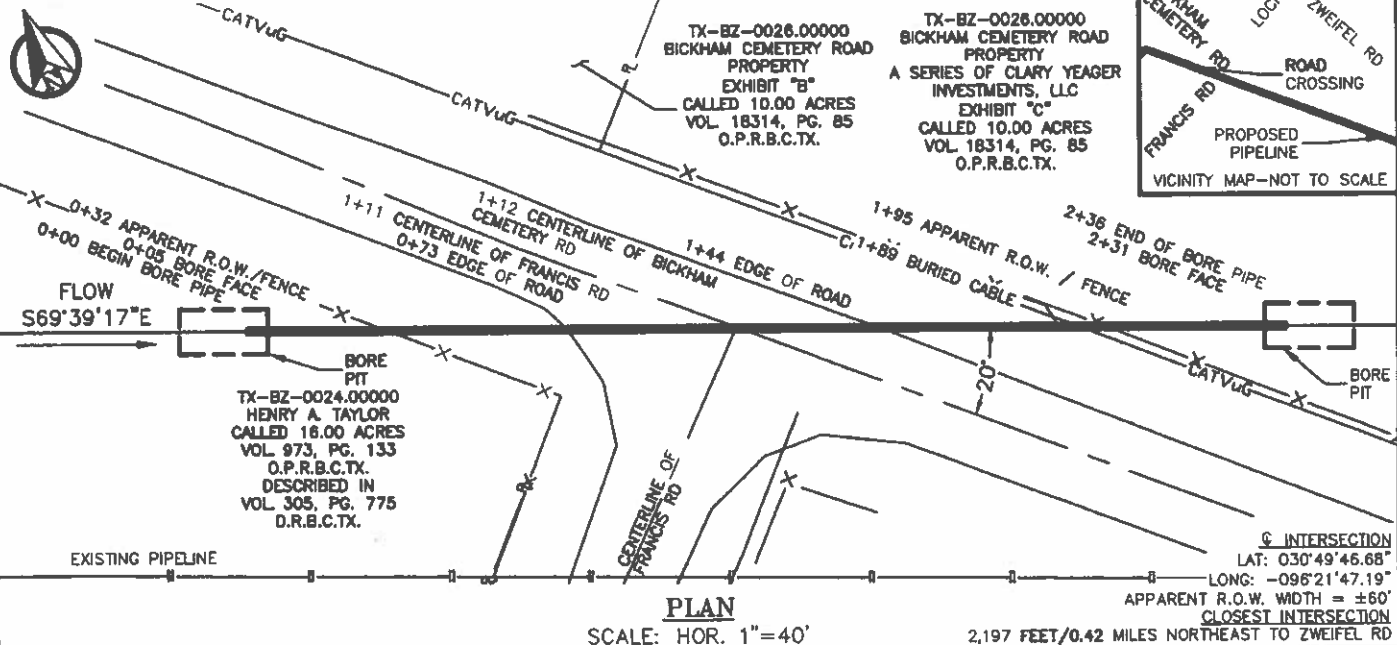 CATVuG
CATVuG
TX-BZ-0026.00000
BICKHAM CEMETERY ROAD
PROPERTY
EXHIBIT "B"
CALLED 10.00 ACRES
VOL. 18314, PG. 85
O.P.R.B.C.TX.
TX-BZ-0026.00000
BICKHAM CEMETERY ROAD
PROPERTY
A SERIES OF CLARY YEAGER
INVESTMENTS, LLC
EXHIBIT "C"
CALLED 10.00 ACRES
VOL. 18314, PG. 85
O.P.R.B.C.TX.
CEMETERY RD
ZWEIFEL RD
ROAD
CROSSING
FRANCIS RD
PROPOSED
PIPELINE
VICINITY MAP-NOT TO SCALE
0+32 APPARENT R.O.W./FENCE
0+05 BORE FACE
0+00 BEGIN BORE PIPE
1+11 CENTERLINE OF FRANCIS RD
0+73 EDGE OF ROAD
1+12 CENTERLINE OF BICKHAM
CEMETERY RD
1+44 EDGE OF ROAD
1+95 APPARENT R.O.W. / FENCE
1+89 BURIED CABLE
2+36 END OF BORE PIPE
2+31 BORE FACE
FLOW
S69°39'17"E
BORE
PIT
20'
CATVuG
BORE
PIT
TX-BZ-0024.00000
HENRY A. TAYLOR
CALLED 16.00 ACRES
VOL. 973, PG. 133
O.P.R.B.C.TX.
DESCRIBED IN
VOL. 305, PG. 775
D.R.B.C.TX.
CENTERLINE OF
FRANCIS RD
EXISTING PIPELINE
℄ INTERSECTION
LAT: 030°49'46.68"
LONG: -096°21'47.19"
APPARENT R.O.W. WIDTH = ±60'
CLOSEST INTERSECTION
2,197 FEET/0.42 MILES NORTHEAST TO ZWEIFEL RD
PLAN
SCALE: HOR. 1"=40'